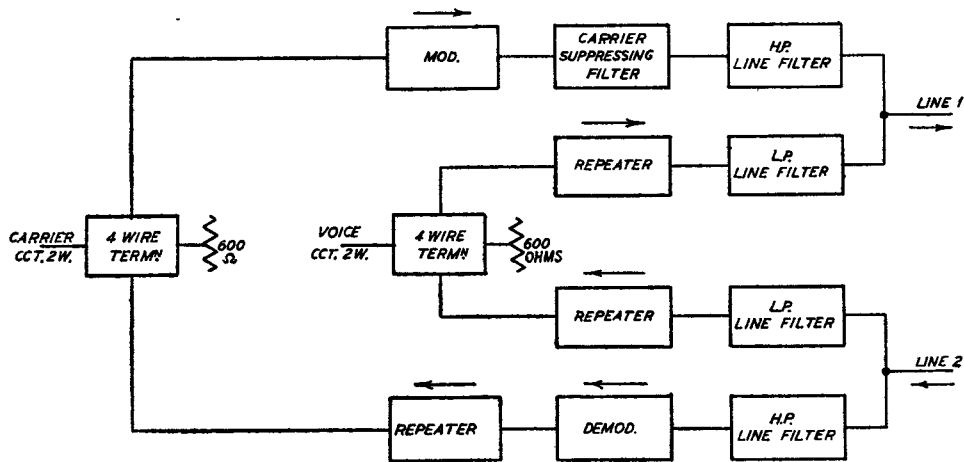 MOD.
CARRIER
SUPPRESSING
FILTER
H.P.
LINE FILTER
LINE 1
REPEATER
L.P.
LINE FILTER
CARRIER
CCT. 2W.
4 WIRE
TERMN.
600
Ω
VOICE
CCT. 2W.
4 WIRE
TERMN.
600
OHMS
REPEATER
L.P.
LINE FILTER
LINE 2
REPEATER
DEMOD.
H.P.
LINE FILTER